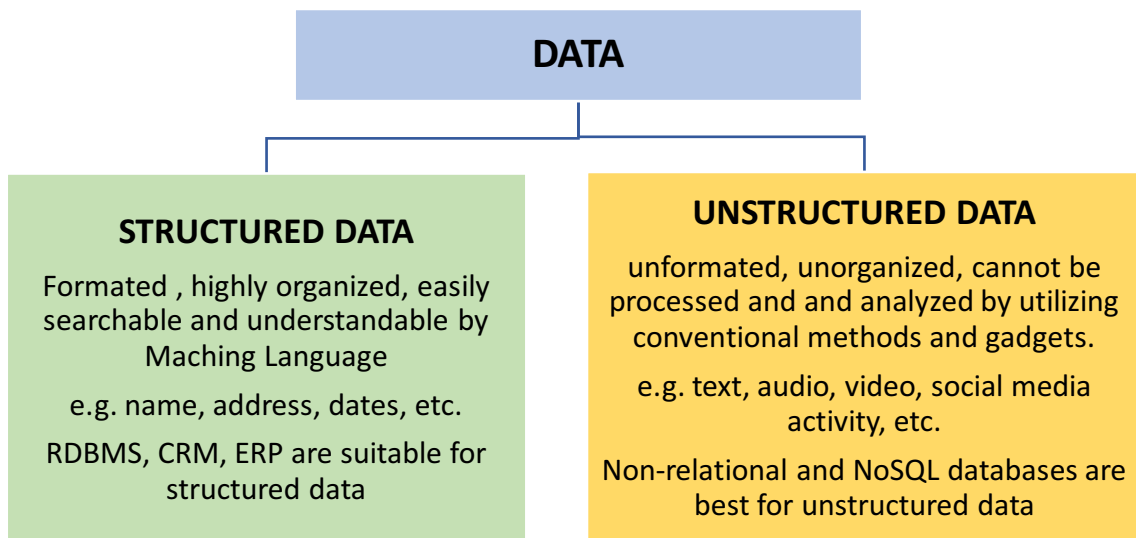 DATA
STRUCTURED DATA
Formated , highly organized, easily
searchable and understandable by
Maching Language
e.g. name, address, dates, etc.
RDBMS, CRM, ERP are suitable for
structured data
UNSTRUCTURED DATA
unformated, unorganized, cannot be
processed and and analyzed by utilizing
conventional methods and gadgets.
e.g. text, audio, video, social media
activity, etc.
Non-relational and NoSQL databases are
best for unstructured data